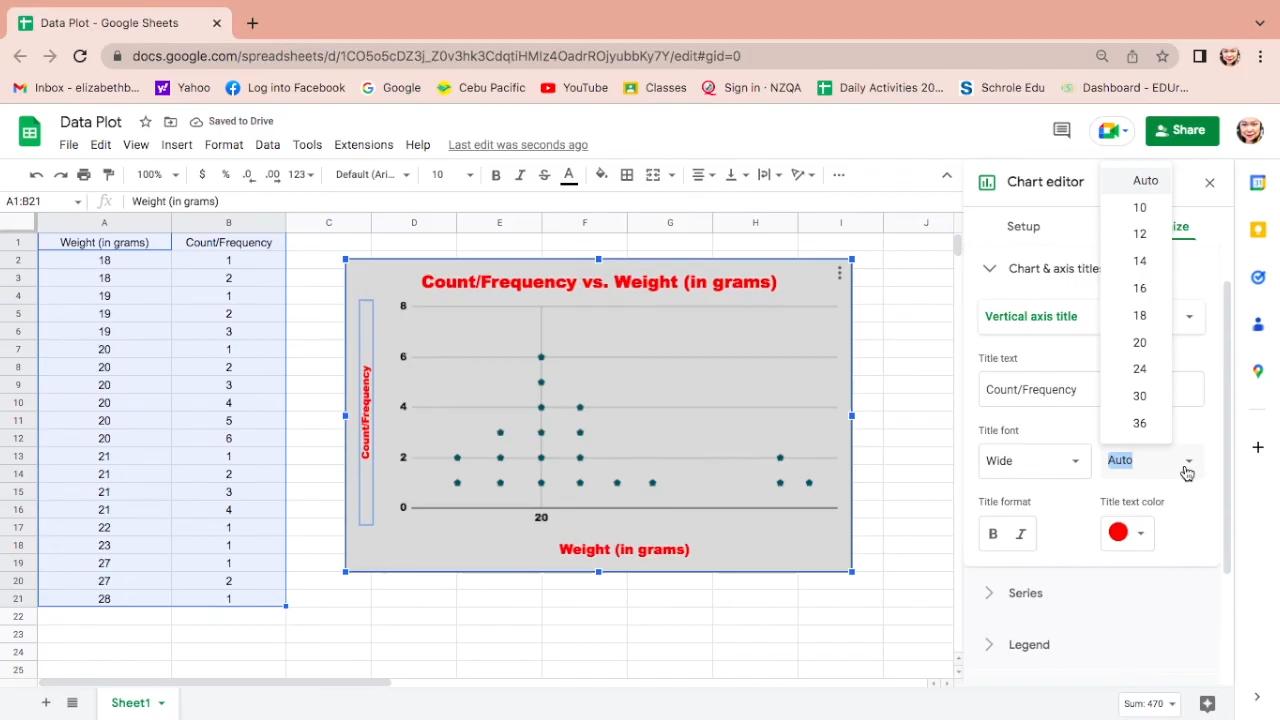 Data Plot - Google Sheets
docs.google.com/spreadsheets/d/1CO5o5cDZ3j_Z0v3hk3CdqtiHMIz4OadrROjyubbKy7Y/edit#gid=0
Inbox - elizabethb... Yahoo Log into Facebook Google Cebu Pacific YouTube Classes Sign in · NZQA Daily Activities 20... Schrole Edu Dashboard - EDUr...
Data Plot Saved to Drive
Share
File Edit View Insert Format Data Tools Extensions Help Last edit was seconds ago
100% $ % .0 .00 123 Default (Ari... 10 B I S A
A1:B21 fx Weight (in grams)
A B C D E F G H I J
1 Weight (in grams) Count/Frequency
2 18 1
3 18 2
4 19 1
5 19 2
6 19 3
7 20 1
8 20 2
9 20 3
10 20 4
11 20 5
12 20 6
13 21 1
14 21 2
15 21 3
16 21 4
17 22 1
18 23 1
19 27 1
20 27 2
21 28 1
22
23
24
25
Count/Frequency vs. Weight (in grams)
8
6
4
2
0
20
Count/Frequency
Weight (in grams)
Chart editor
Setup
ize
Chart & axis titles
Vertical axis title
Title text
Count/Frequency
Title font
Wide
Auto
Title format
Title text color
B I
Series
Legend
Auto
10
12
14
16
18
20
24
30
36
Sheet1
Sum: 470